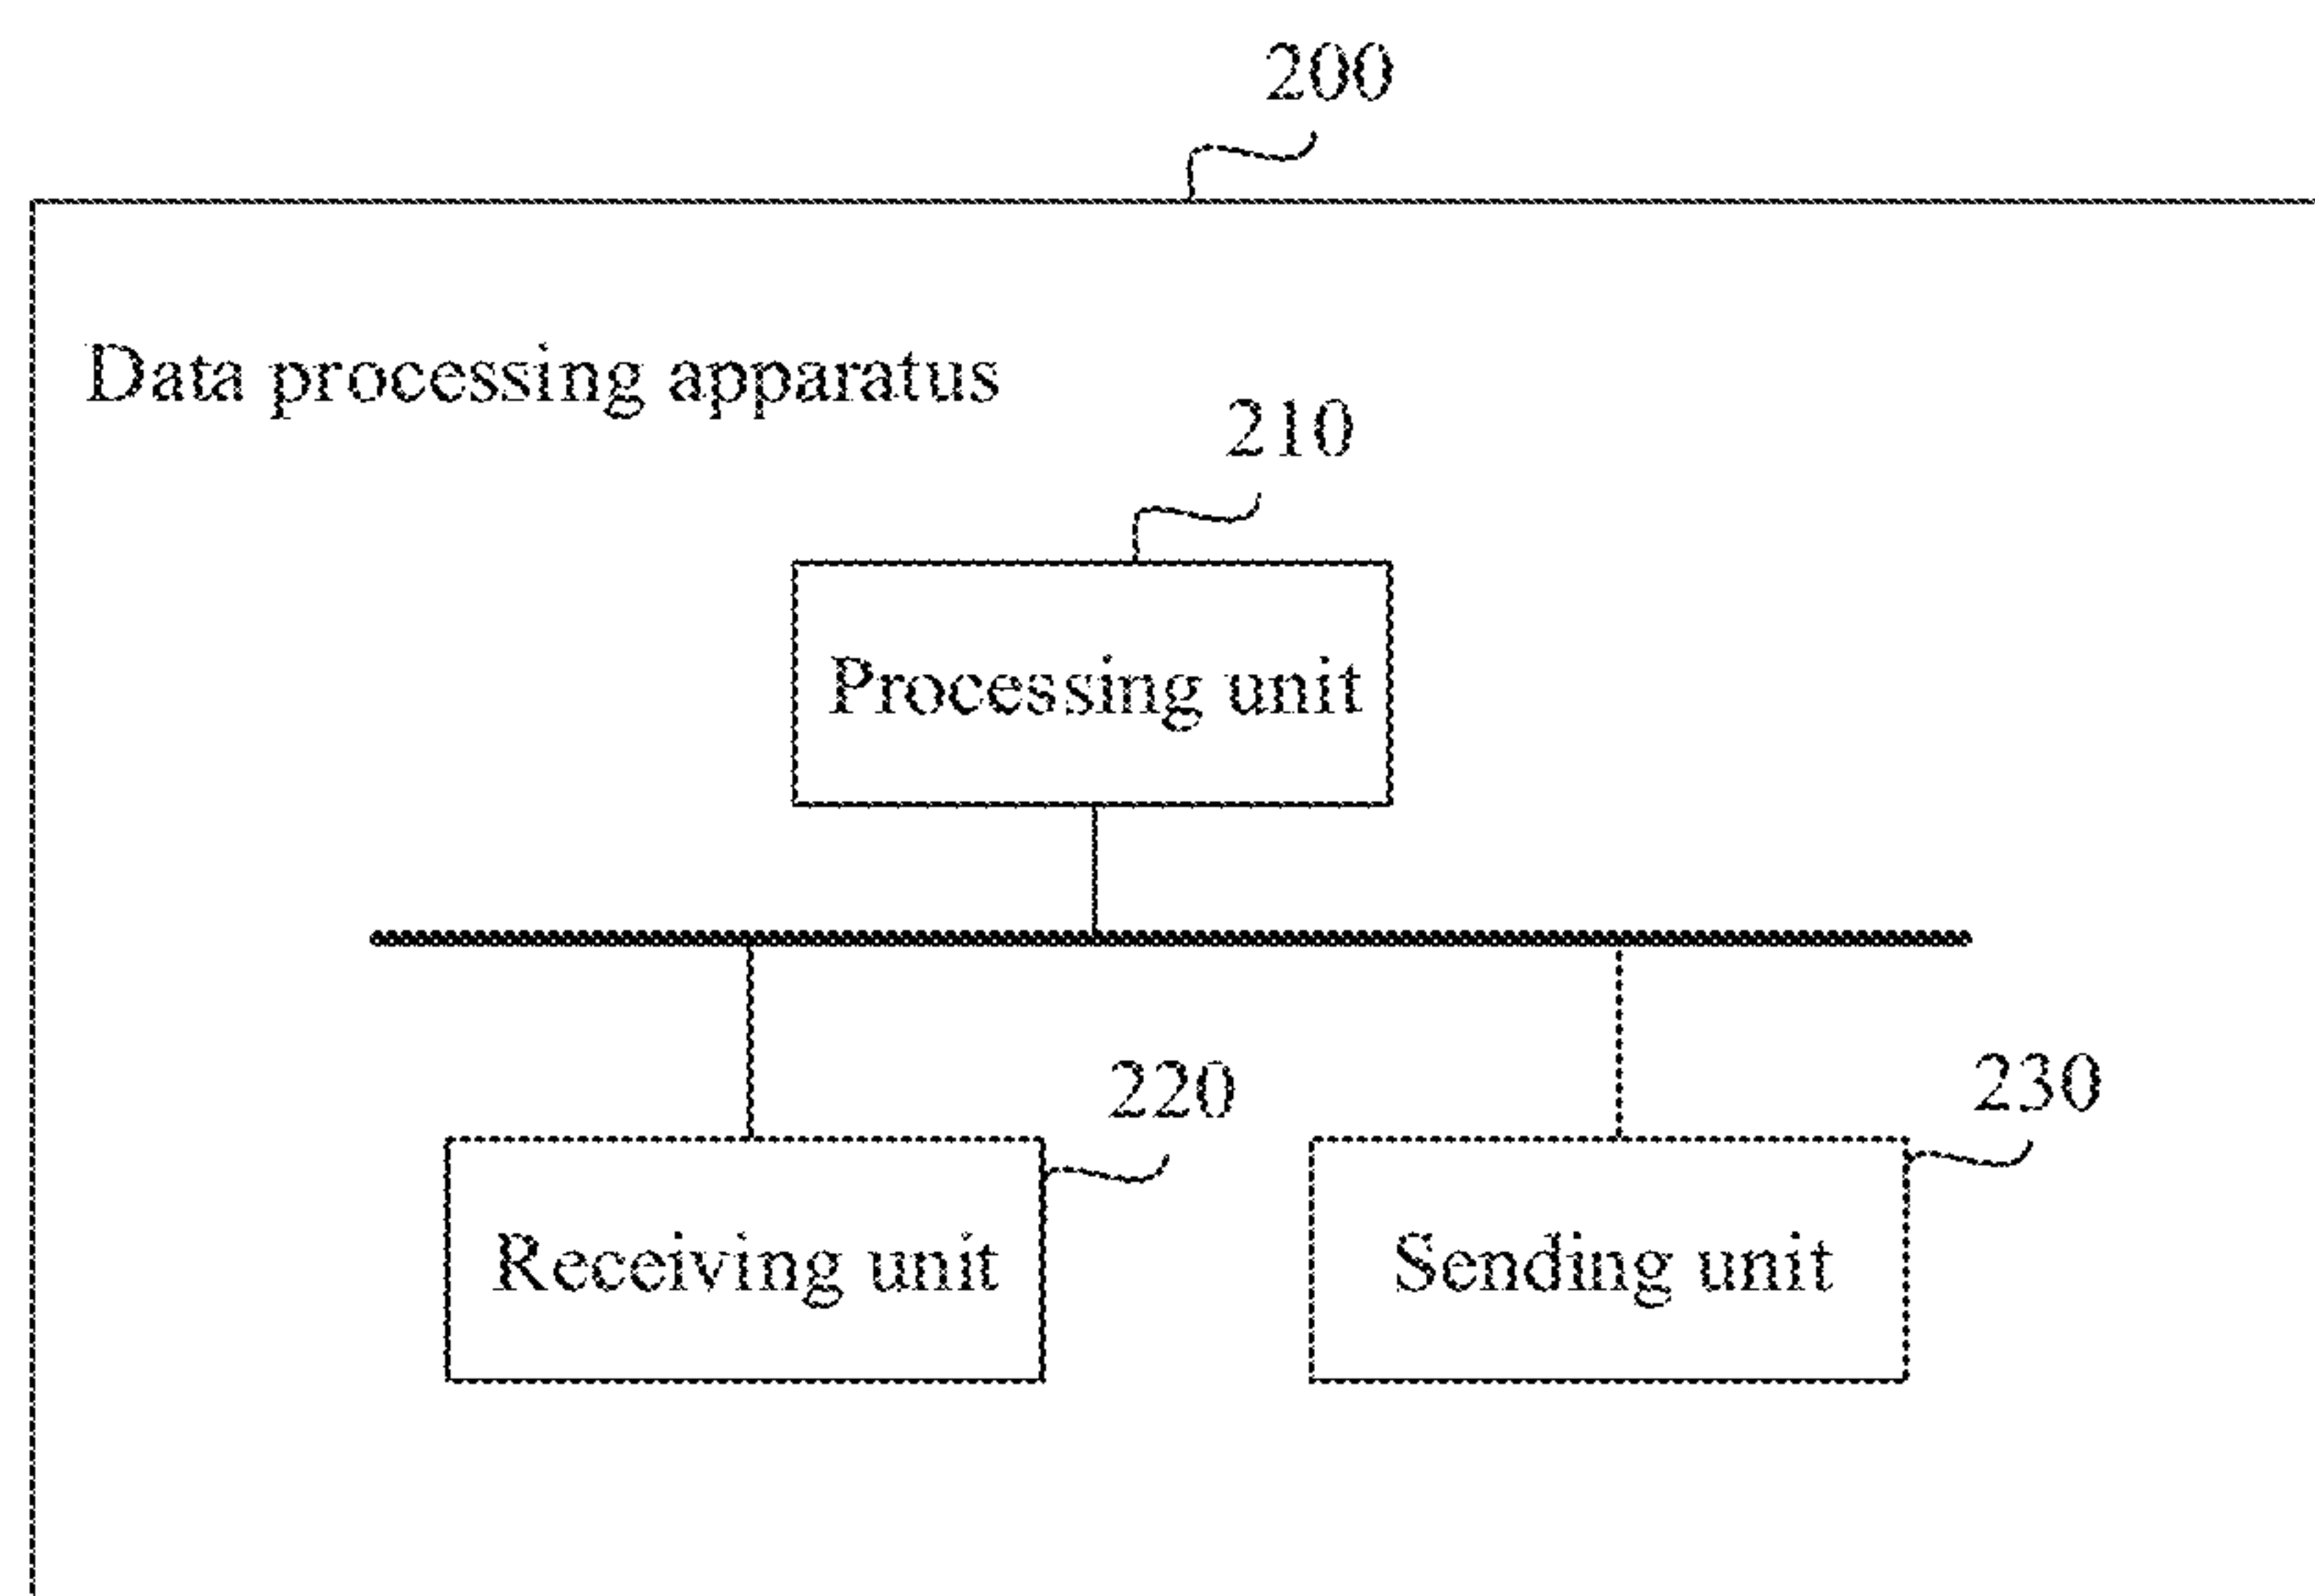 200
Data processing apparatus
210
Processing unit
220
230
Receiving unit
Sending unit